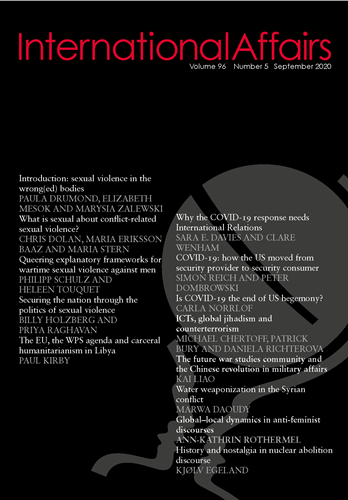 InternationalAffairs
Volume 96 Number 5 September 2020
Introduction: sexual violence in the
wrong(ed) bodies
PAULA DRUMOND, ELIZABETH
MESOK AND MARYSIA ZALEWSKI
What is sexual about conflict-related
sexual violence?
CHRIS DOLAN, MARIA ERIKSSON
BAAZ AND MARIA STERN
Queering explanatory frameworks for
wartime sexual violence against men
PHILIPP SCHULZ AND
HELEEN TOUQUET
Securing the nation through the
politics of sexual violence
BILLY HOLZBERG AND
PRIYA RAGHAVAN
The EU, the WPS agenda and carceral
humanitarianism in Libya
PAUL KIRBY
Why the COVID-19 response needs
International Relations
SARA E. DAVIES AND CLARE
WENHAM
COVID-19: how the US moved from
security provider to security consumer
SIMON REICH AND PETER
DOMBROWSKI
Is COVID-19 the end of US hegemony?
CARLA NORRLOF
ICTs, global jihadism and
counterterrorism
MICHAEL CHERTOFF, PATRICK
BURY AND DANIELA RICHTEROVA
The future war studies community and
the Chinese revolution in military affairs
KAI LIAO
Water weaponization in the Syrian
conflict
MARWA DAOUDY
Global–local dynamics in anti-feminist
discourses
ANN-KATHRIN ROTHERMEL
History and nostalgia in nuclear abolition
discourse
KJØLV EGELAND